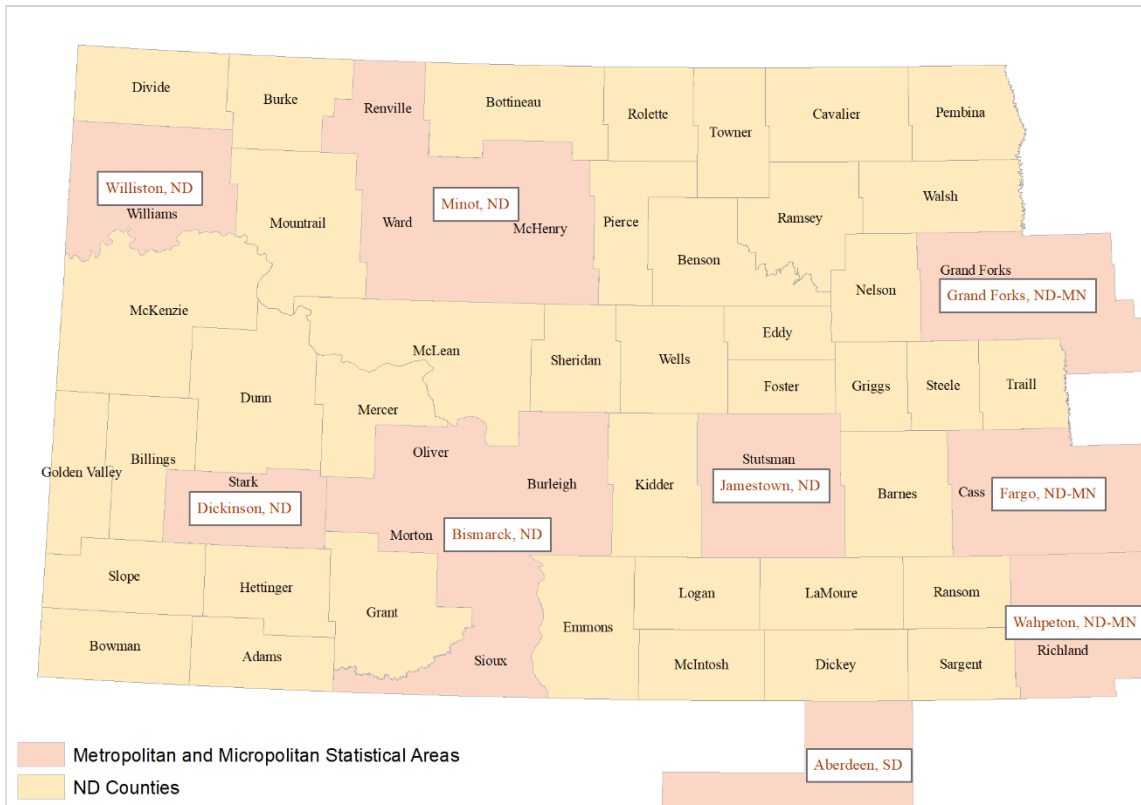 Divide
Burke
Renville
Bottineau
Rolette
Towner
Cavalier
Pembina
Williston, ND
Williams
Mountrail
Ward
Minot, ND
McHenry
Pierce
Benson
Ramsey
Walsh
Nelson
Grand Forks
Grand Forks, ND-MN
McKenzie
McLean
Sheridan
Wells
Eddy
Foster
Griggs
Steele
Traill
Dunn
Mercer
Golden Valley
Billings
Stark
Dickinson, ND
Oliver
Burleigh
Morton
Bismarck, ND
Kidder
Stutsman
Jamestown, ND
Barnes
Cass
Fargo, ND-MN
Slope
Hettinger
Grant
Emmons
Logan
LaMoure
Ransom
Wahpeton, ND-MN
Richland
Bowman
Adams
Sioux
McIntosh
Dickey
Sargent
Aberdeen, SD
Metropolitan and Micropolitan Statistical Areas
ND Counties